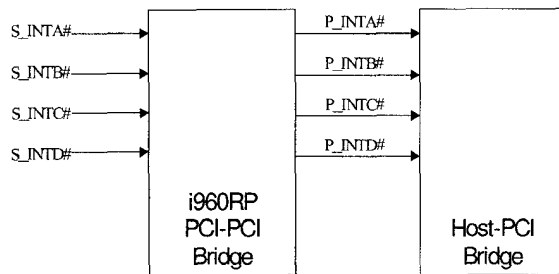 S_INTA#
S_INTB#
S_INTC#
S_INTD#
P_INTA#
P_INTB#
P_INTC#
P_INTD#
i960RP
PCI-PCI
Bridge
Host-PCI
Bridge